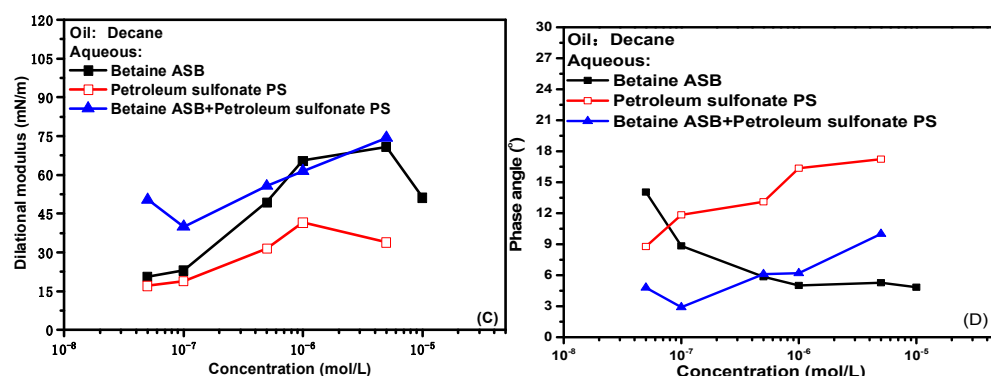 120
105
90
75
60
45
30
15
0
Dilational modulus (mN/m)
Oil: Decane
Aqueous:
Betaine ASB
Petroleum sulfonate PS
Betaine ASB+Petroleum sulfonate PS
(C)
10⁻⁸ 10⁻⁷ 10⁻⁶ 10⁻⁵
Concentration (mol/L)
30
27
24
21
18
15
12
9
6
3
0
Phase angle (°)
Oil: Decane
Aqueous:
Betaine ASB
Petroleum sulfonate PS
Betaine ASB+Petroleum sulfonate PS
(D)
10⁻⁸ 10⁻⁷ 10⁻⁶ 10⁻⁵
Concentration (mol/L)